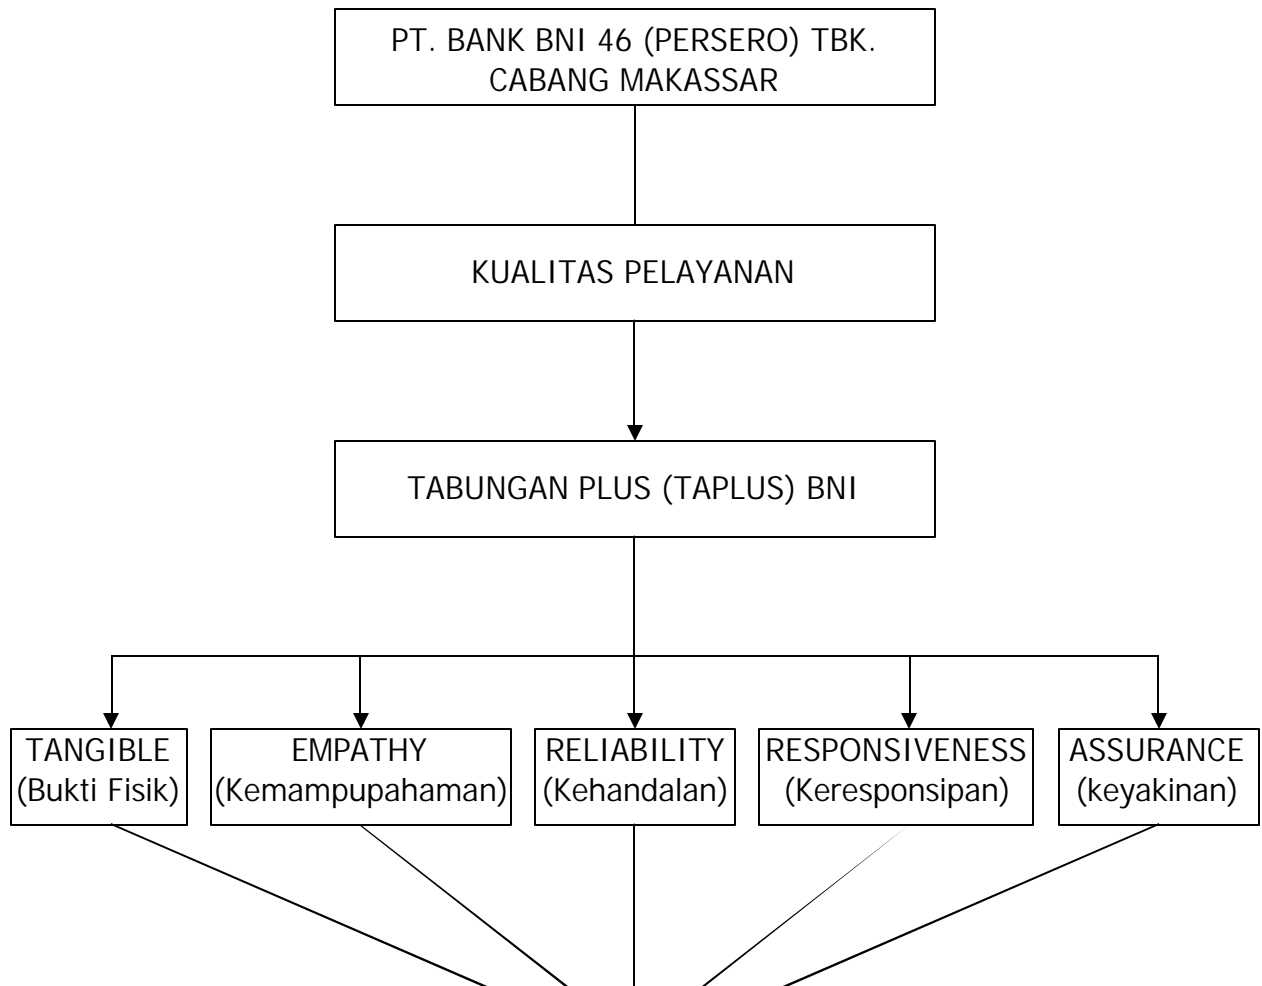 PT. BANK BNI 46 (PERSERO) TBK.
CABANG MAKASSAR
KUALITAS PELAYANAN
TABUNGAN PLUS (TAPLUS) BNI
TANGIBLE
(Bukti Fisik)
EMPATHY
(Kemampupahaman)
RELIABILITY
(Kehandalan)
RESPONSIVENESS
(Keresponsipan)
ASSURANCE
(keyakinan)